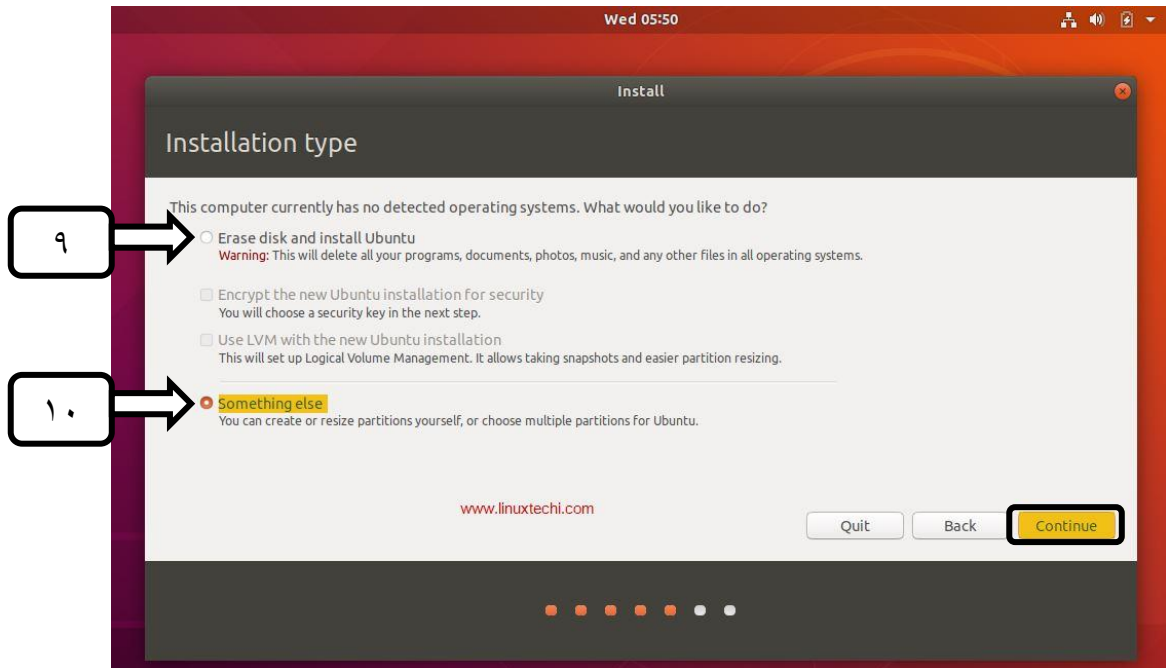 Wed 05:50
Install
Installation type
This computer currently has no detected operating systems. What would you like to do?
٩
Erase disk and install Ubuntu
Warning: This will delete all your programs, documents, photos, music, and any other files in all operating systems.
Encrypt the new Ubuntu installation for security
You will choose a security key in the next step.
Use LVM with the new Ubuntu installation
This will set up Logical Volume Management. It allows taking snapshots and easier partition resizing.
١٠
Something else
You can create or resize partitions yourself, or choose multiple partitions for Ubuntu.
www.linuxtechi.com
Quit Back Continue